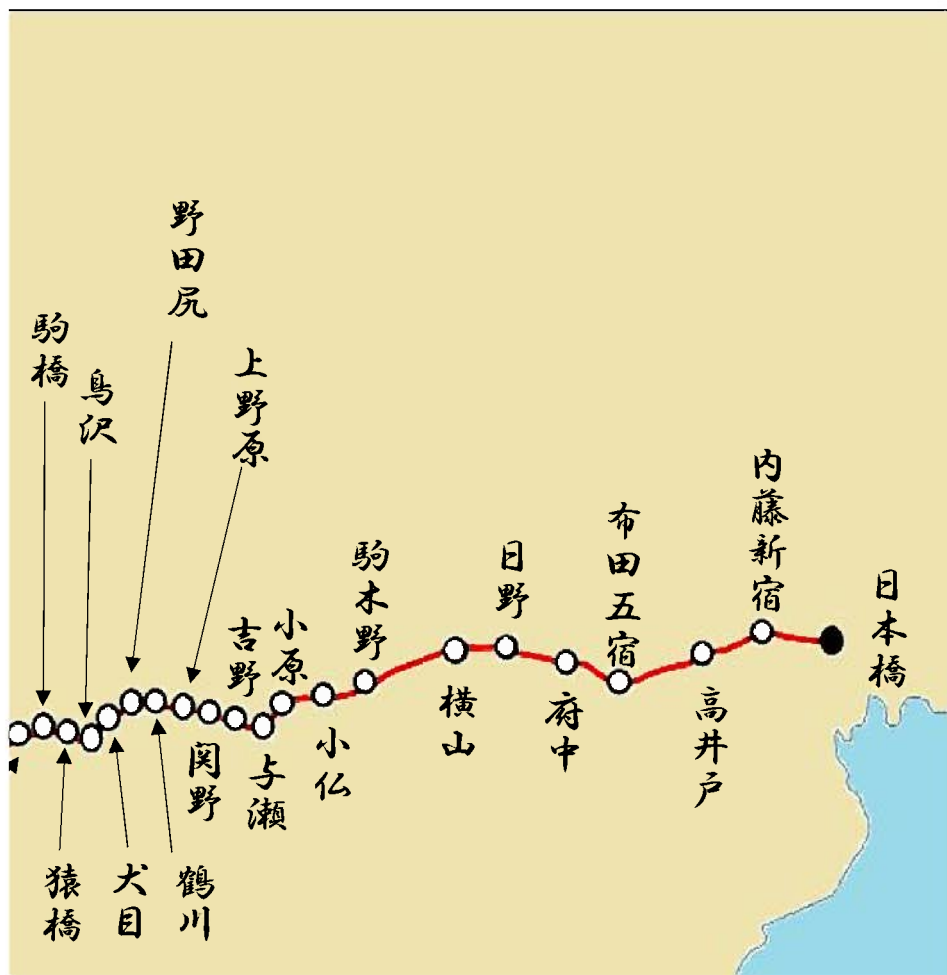 日本橋
内藤新宿
高井戸
布田五宿
府中
日野
横山
駒木野
小仏
小原
与瀬
吉野
関野
上野原
鶴川
野田尻
犬目
鳥沢
猿橋
駒橋